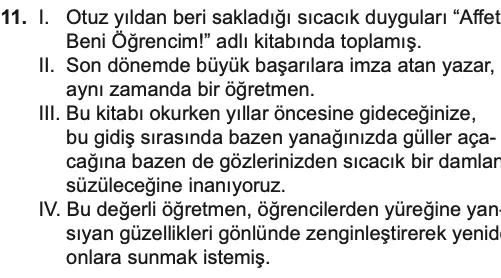 11. I. Otuz yıldan beri sakladığı sıcacık duyguları “Affet
Beni Öğrencim!” adlı kitabında toplamış.
II. Son dönemde büyük başarılara imza atan yazar,
aynı zamanda bir öğretmen.
III. Bu kitabı okurken yıllar öncesine gideceğinize,
bu gidiş sırasında bazen yanağınızda güller aça-
cağına bazen de gözlerinizden sıcacık bir damlan
süzüleceğine inanıyoruz.
IV. Bu değerli öğretmen, öğrencilerden yüreğine yan-
sıyan güzellikleri gönlünde zenginleştirerek yenid
onlara sunmak istemiş.